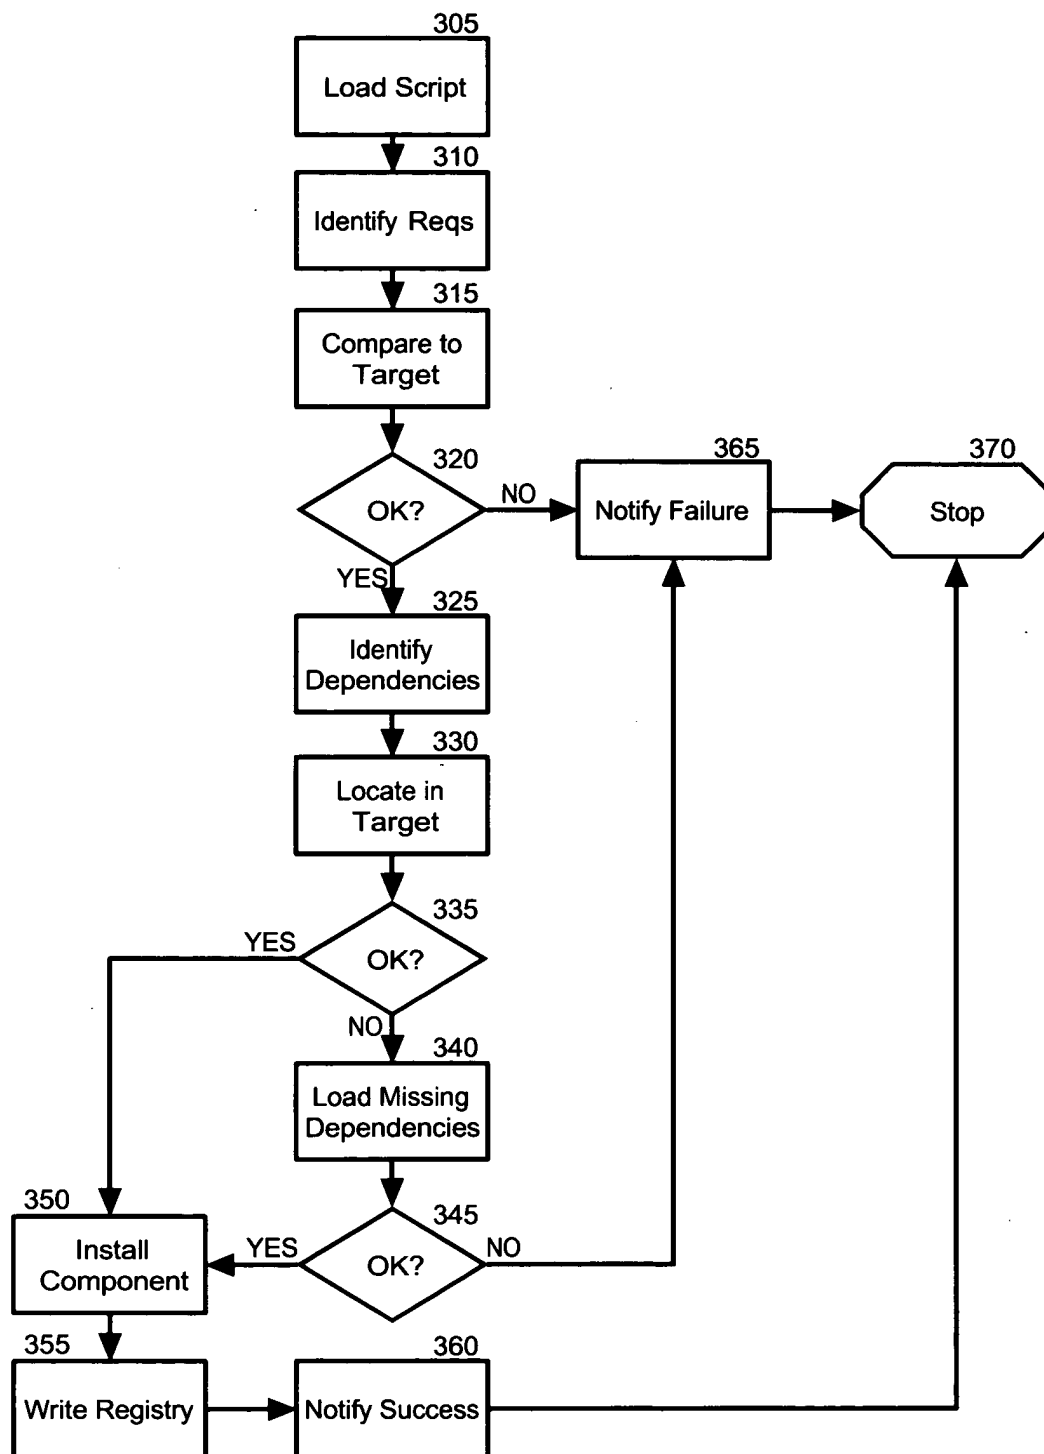 305
Load Script
310
Identify Reqs
315
Compare to
Target
320
OK?
NO
YES
365
Notify Failure
370
Stop
325
Identify
Dependencies
330
Locate in
Target
335
OK?
YES
NO
340
Load Missing
Dependencies
345
OK?
YES
NO
350
Install
Component
355
Write Registry
360
Notify Success